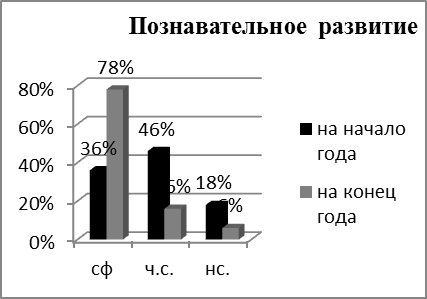 Познавательное развитие
80%
60%
40%
20%
0%
78%
36%
46%
18%
сф
ч.с.
нс.
на начало
года
на конец
года